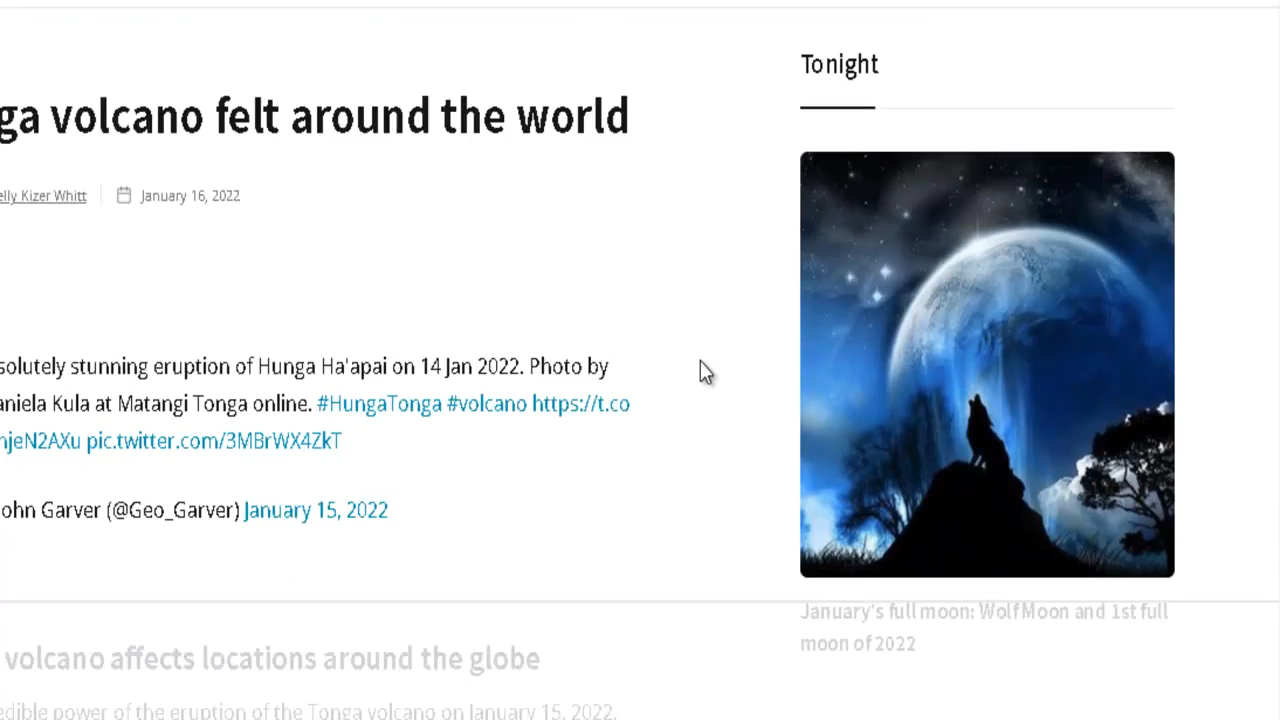 Tonight
ga volcano felt around the world
elly Kizer Whitt
January 16, 2022
solutely stunning eruption of Hunga Ha'apai on 14 Jan 2022. Photo by
aniela Kula at Matangi Tonga online. #HungaTonga #volcano https://t.co
njeN2AXu pic.twitter.com/3MBrWX4ZkT
ohn Garver (@Geo_Garver) January 15, 2022
January's full moon: Wolf Moon and 1st full
moon of 2022
volcano affects locations around the globe
edible power of the eruption of the Tonga volcano on January 15, 2022,